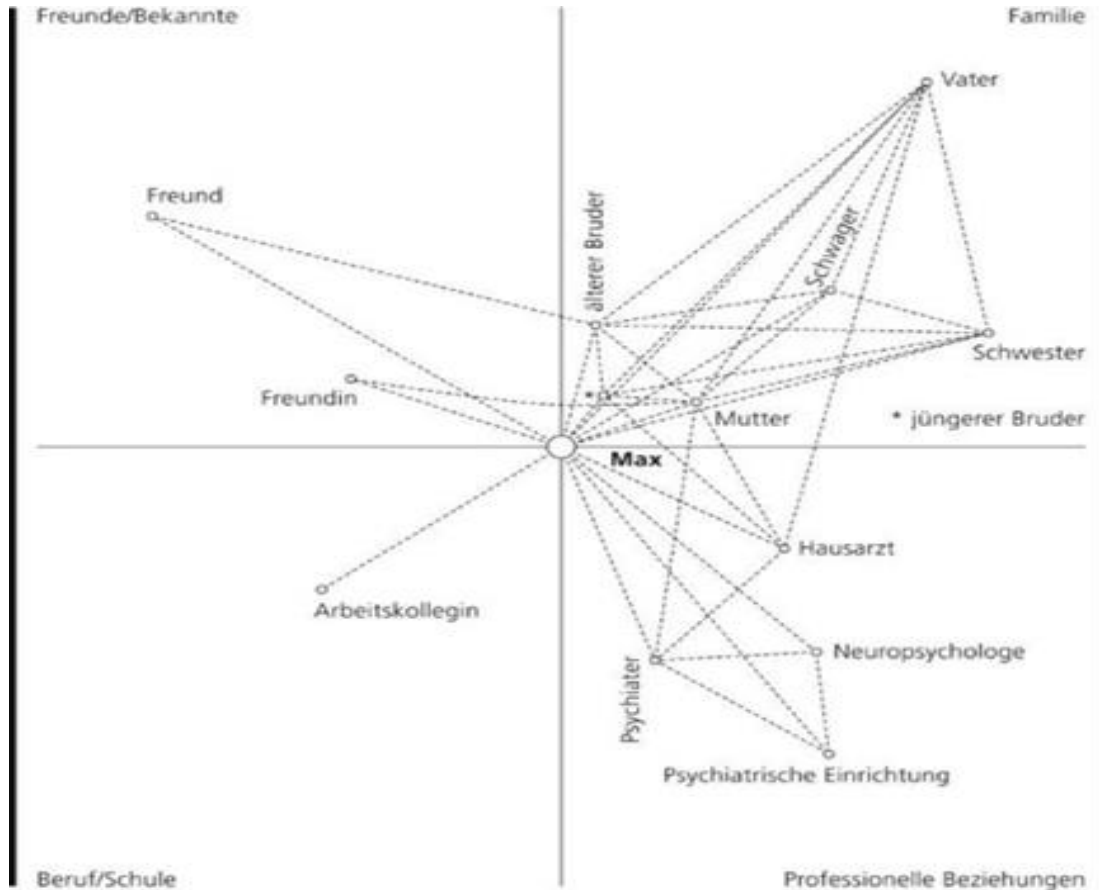 Freunde/Bekannte
Familie
Vater
Freund
älterer Bruder
Schwager
Schwester
Freundin
*
Mutter
* jüngerer Bruder
Max
Hausarzt
Arbeitskollegin
Neuropsychologe
Psychiater
Psychiatrische Einrichtung
Beruf/Schule
Professionelle Beziehungen